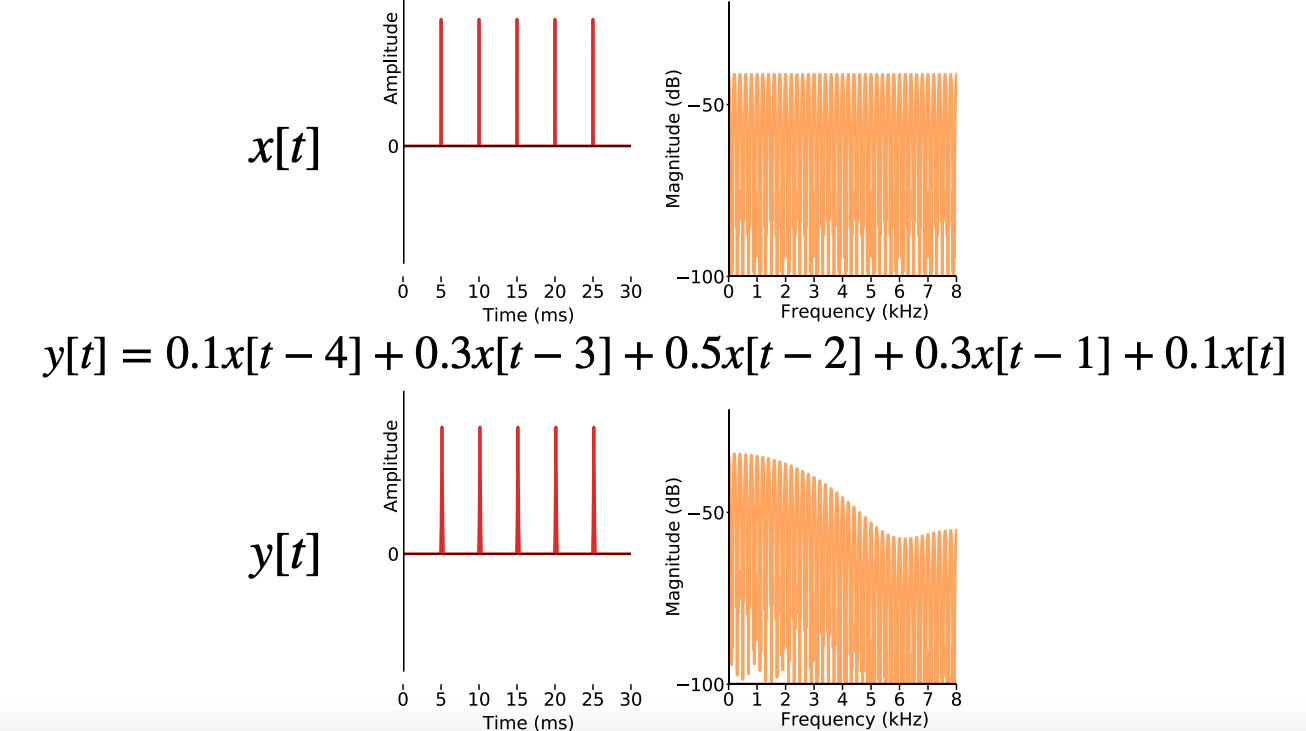 Amplitude
0
x[t]
0 5 10 15 20 25 30
Time (ms)
Magnitude (dB)
−50
−100
0 1 2 3 4 5 6 7 8
Frequency (kHz)
y[t] = 0.1x[t − 4] + 0.3x[t − 3] + 0.5x[t − 2] + 0.3x[t − 1] + 0.1x[t]
Amplitude
0
y[t]
0 5 10 15 20 25 30
Time (ms)
Magnitude (dB)
−50
−100
0 1 2 3 4 5 6 7 8
Frequency (kHz)